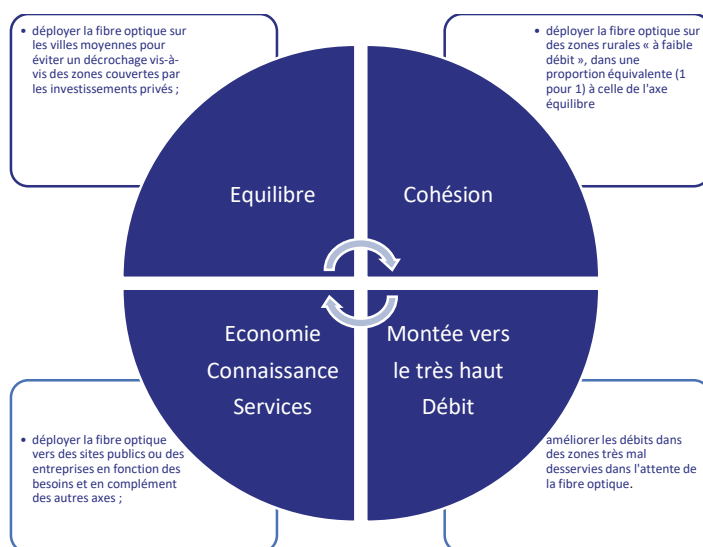 • déployer la fibre optique sur
les villes moyennes pour
éviter un décrochage vis-à-
vis des zones couvertes par
les investissements privés ;
• déployer la fibre optique sur
des zones rurales « à faible
débit », dans une
proportion équivalente (1
pour 1) à celle de l'axe
équilibre
Equilibre
Cohésion
Economie
Connaissance
Services
Montée vers
le très haut
Débit
• déployer la fibre optique
vers des sites publics ou des
entreprises en fonction des
besoins et en complément
des autres axes ;
améliorer les débits dans
des zones très mal
desservies dans l'attente de
la fibre optique.